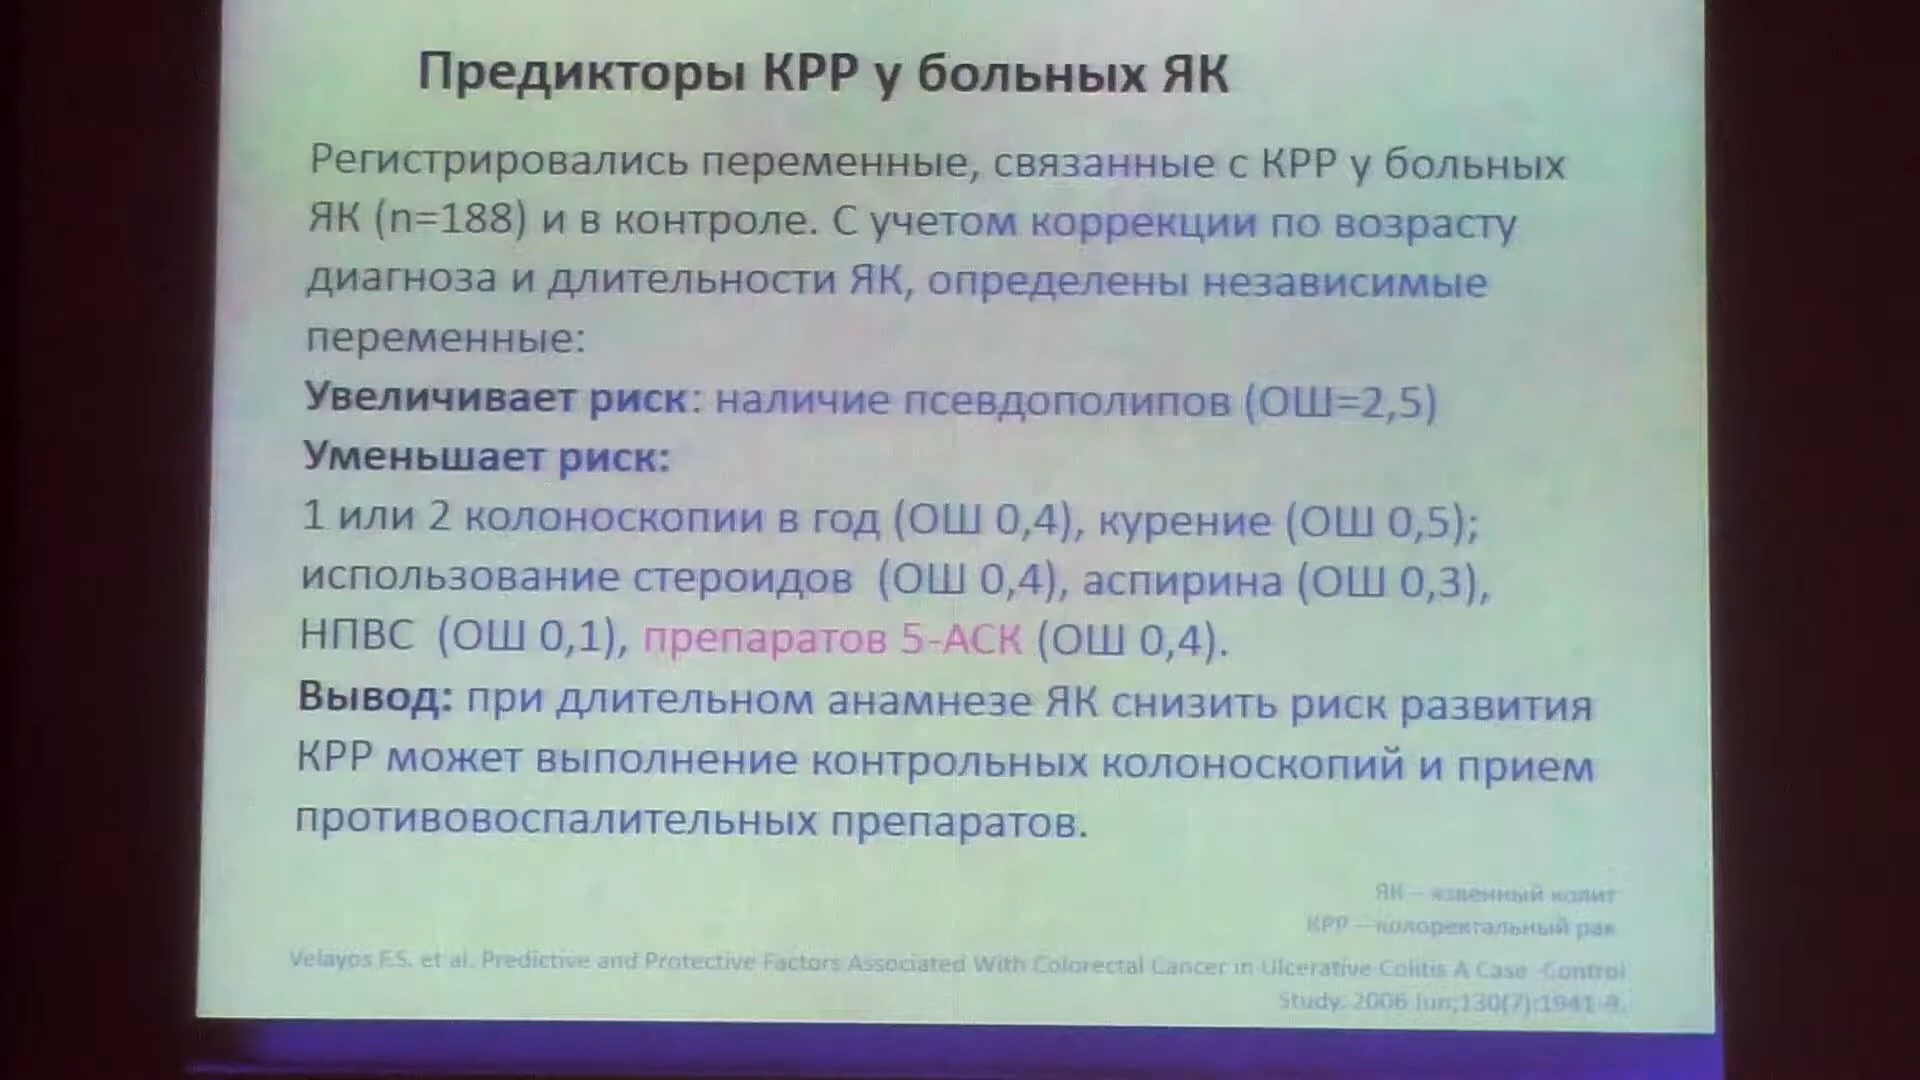 Предикторы КРР у больных ЯК
Регистрировались переменные, связанные с КРР у больных
ЯК (n=188) и в контроле. С учетом коррекции по возрасту
диагноза и длительности ЯК, определены независимые
переменные:
Увеличивает риск: наличие псевдополипов (ОШ=2,5)
Уменьшает риск:
1 или 2 колоноскопии в год (ОШ 0,4), курение (ОШ 0,5);
использование стероидов (ОШ 0,4), аспирина (ОШ 0,3),
НПВС (ОШ 0,1), препаратов 5-АСК (ОШ 0,4).
Вывод: при длительном анамнезе ЯК снизить риск развития
КРР может выполнение контрольных колоноскопий и прием
противовоспалительных препаратов.
ЯК – язвенный колит
КРР – колоректальный рак
Velayos F.S. et al. Predictive and Protective Factors Associated With Colorectal Cancer in Ulcerative Colitis A Case -Control
Study. 2006 Jun;130(7):1941-9.